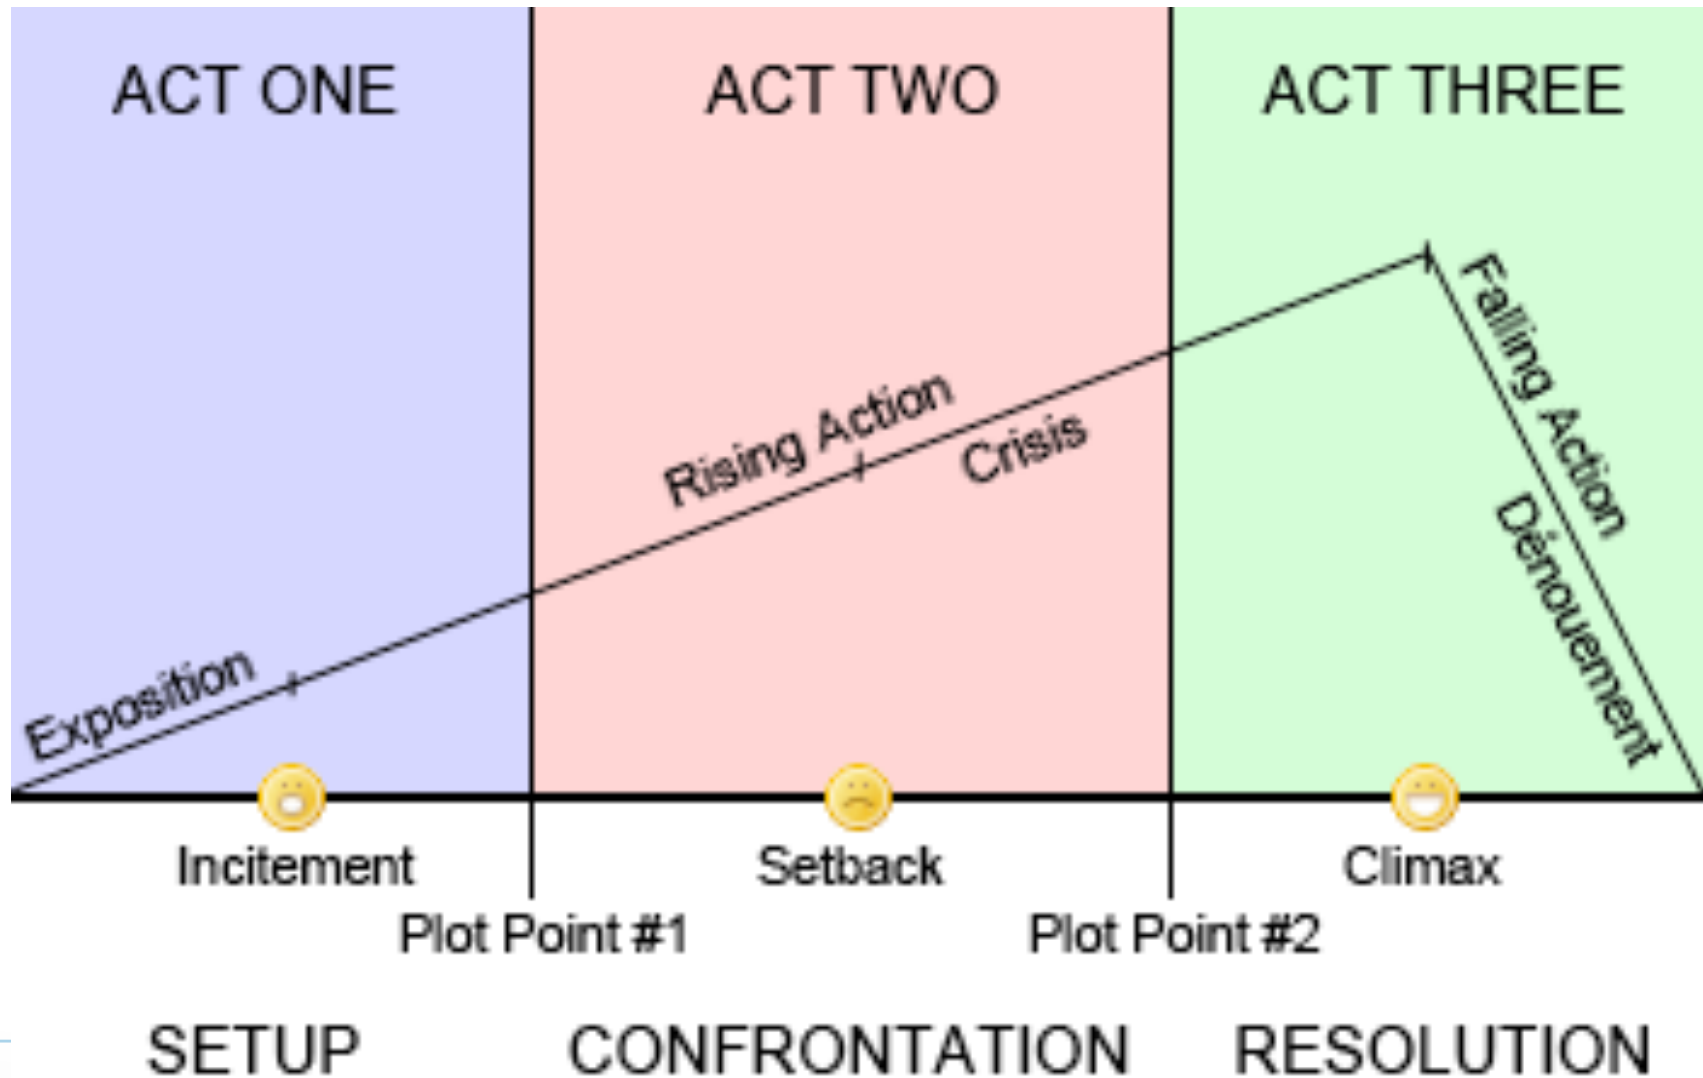 ACT ONE
ACT TWO
ACT THREE
Exposition
Rising Action
Crisis
Falling Action
Dénouement
Incitement
Setback
Climax
Plot Point #1
Plot Point #2
SETUP
CONFRONTATION
RESOLUTION